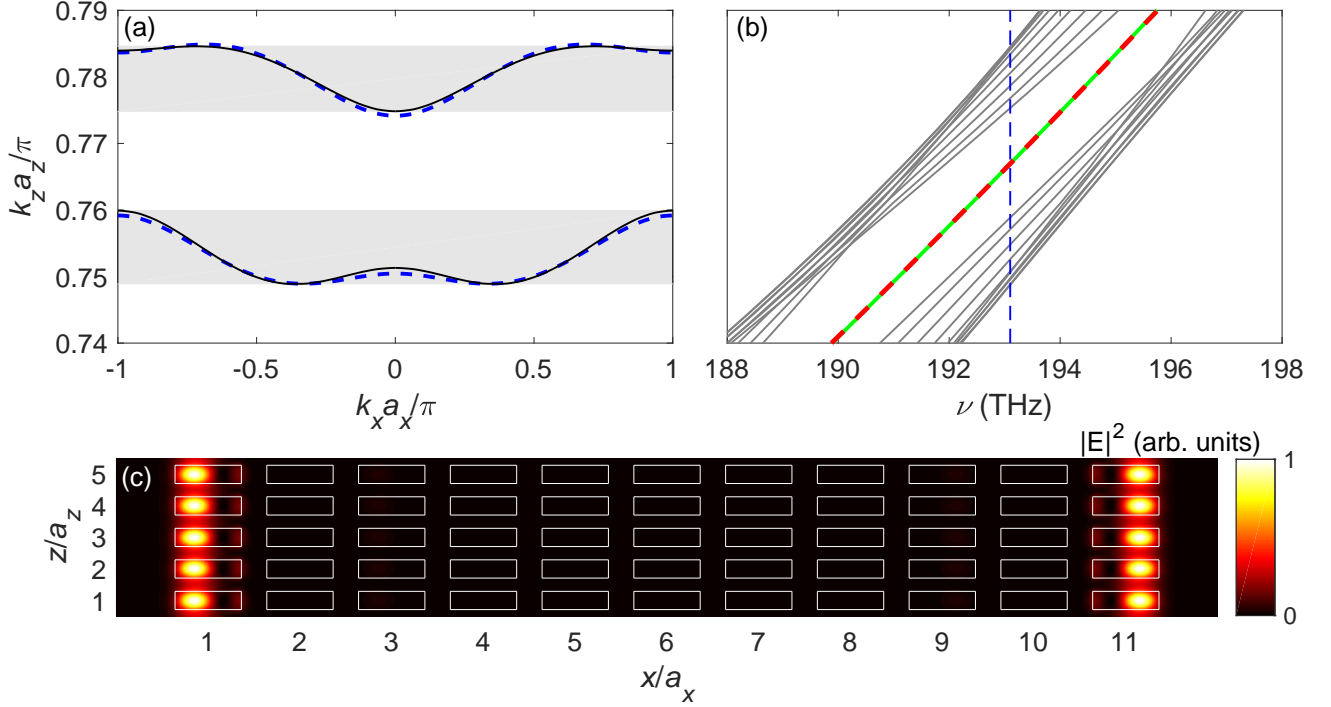 (a)
0.79
0.78
0.77
0.76
0.75
0.74
k_z a_z/π
-1 -0.5 0 0.5 1
k_x a_x/π
(b)
188 190 192 194 196 198
ν (THz)
|E|² (arb. units)
(c)
5
4
3
2
1
z/a_z
1 2 3 4 5 6 7 8 9 10 11
x/a_x
1
0